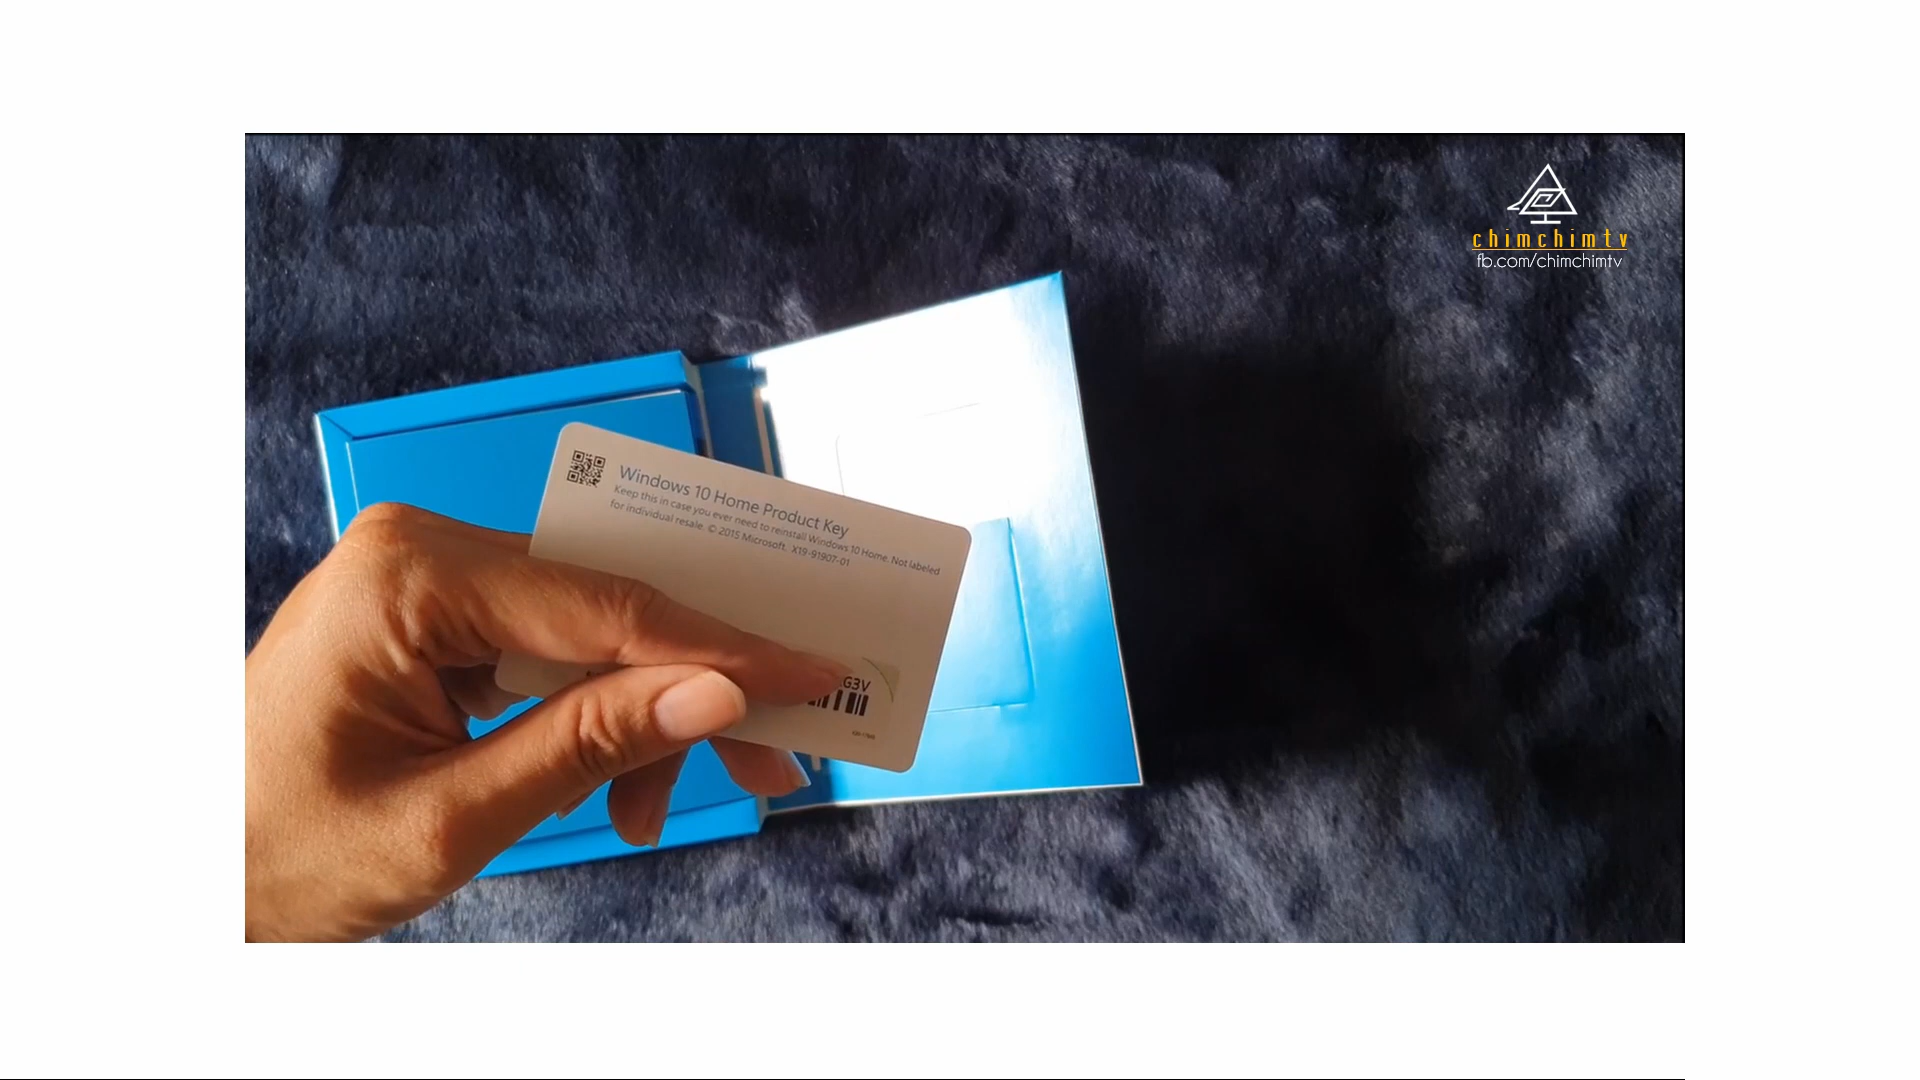 chimchimtv
fb.com/chimchimtv
Windows 10 Home Product Key
Keep this in case you ever need to reinstall Windows 10 Home. Not labeled
for individual resale. © 2015 Microsoft. X19-91907-01
G3V